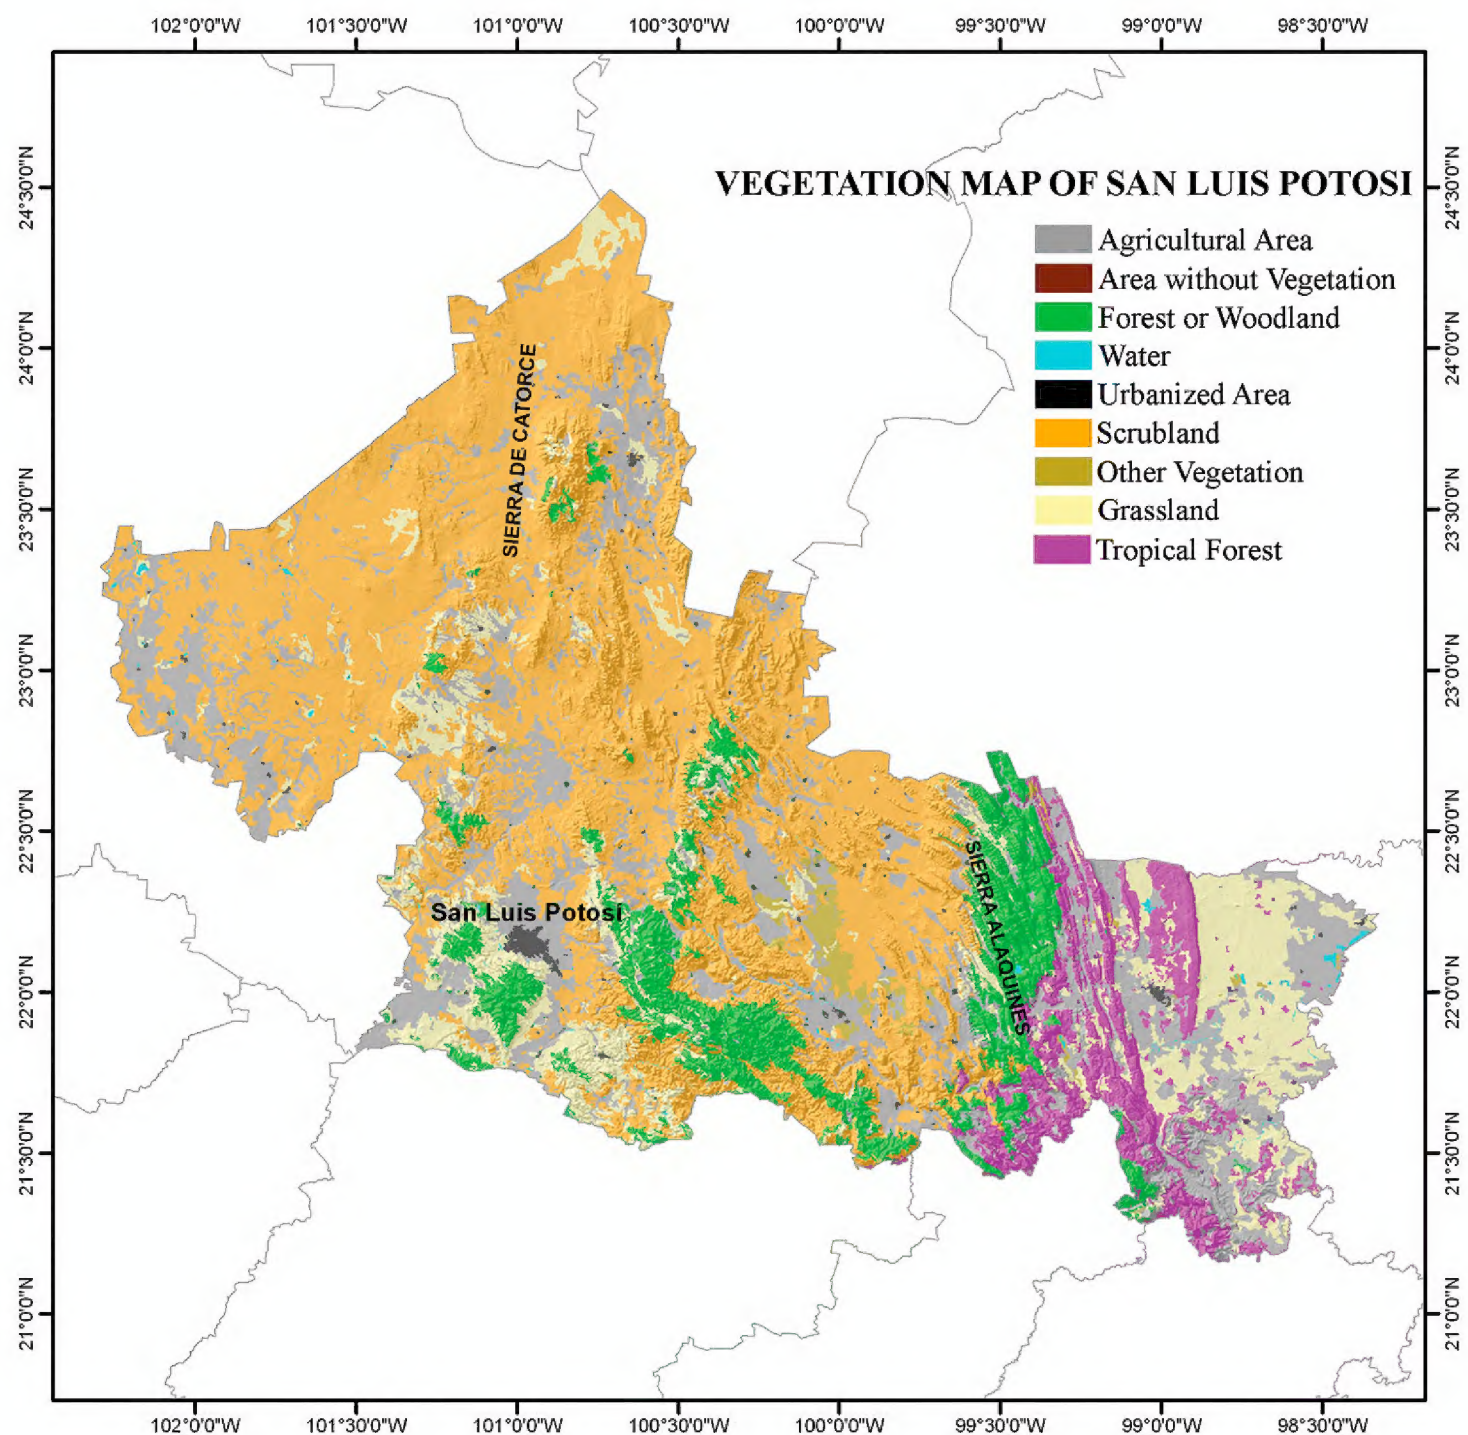 102°0'0"W 101°30'0"W 101°0'0"W 100°30'0"W 100°0'0"W 99°30'0"W 99°0'0"W 98°30'0"W
24°30'0"N
24°0'0"N
23°30'0"N
23°0'0"N
22°30'0"N
22°0'0"N
21°30'0"N
21°0'0"N
VEGETATION MAP OF SAN LUIS POTOSI
Agricultural Area
Area without Vegetation
Forest or Woodland
Water
Urbanized Area
Scrubland
Other Vegetation
Grassland
Tropical Forest
SIERRA DE CATORCE
San Luis Potosí
SIERRA ALAQUINES
24°30'0"N
24°0'0"N
23°30'0"N
23°0'0"N
22°30'0"N
22°0'0"N
21°30'0"N
21°0'0"N
102°0'0"W 101°30'0"W 101°0'0"W 100°30'0"W 100°0'0"W 99°30'0"W 99°0'0"W 98°30'0"W